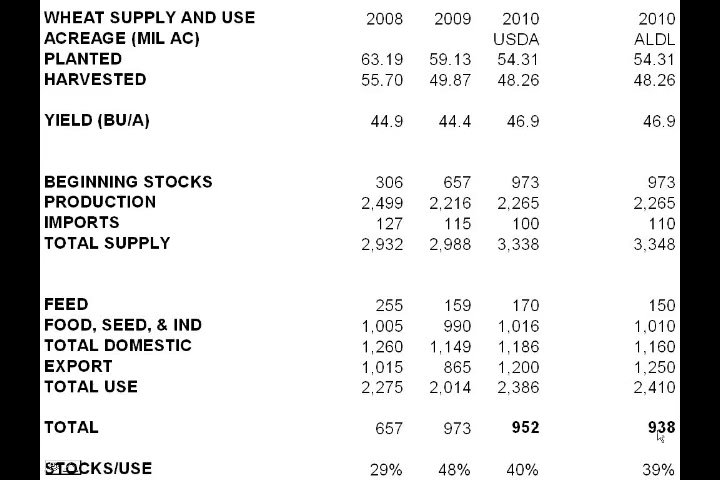 WHEAT SUPPLY AND USE 2008 2009 2010 2010
ACREAGE (MIL AC) USDA ALDL
PLANTED 63.19 59.13 54.31 54.31
HARVESTED 55.70 49.87 48.26 48.26
YIELD (BU/A) 44.9 44.4 46.9 46.9
BEGINNING STOCKS 306 657 973 973
PRODUCTION 2,499 2,216 2,265 2,265
IMPORTS 127 115 100 110
TOTAL SUPPLY 2,932 2,988 3,338 3,348
FEED 255 159 170 150
FOOD, SEED, & IND 1,005 990 1,016 1,010
TOTAL DOMESTIC 1,260 1,149 1,186 1,160
EXPORT 1,015 865 1,200 1,250
TOTAL USE 2,275 2,014 2,386 2,410
TOTAL 657 973 952 938
STOCKS/USE 29% 48% 40% 39%